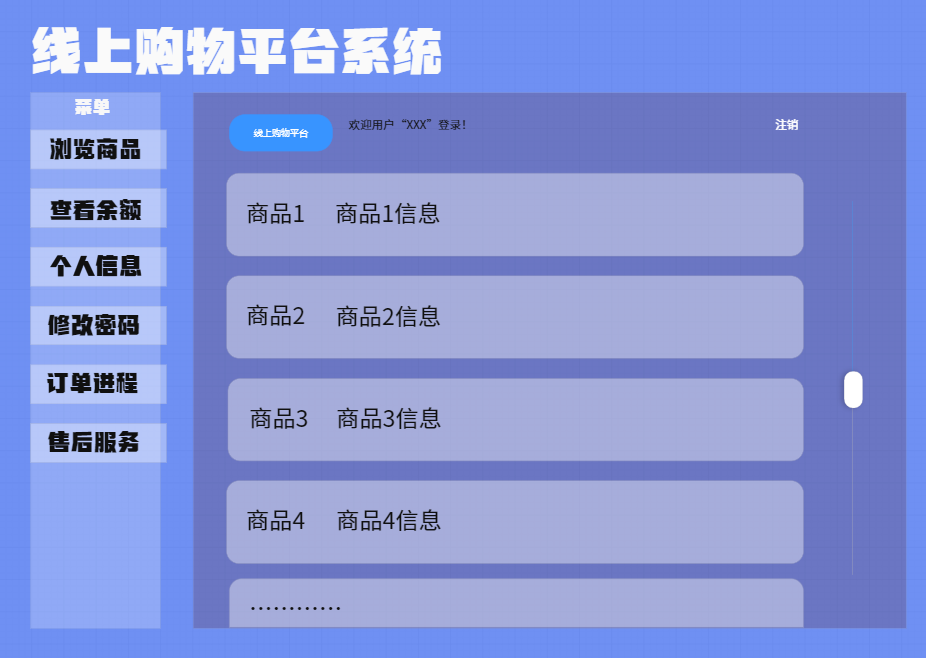 线上购物平台系统
菜单
浏览商品
查看余额
个人信息
修改密码
订单进程
售后服务
线上购物平台
欢迎用户“XXX”登录！
注销
商品1 商品1信息
商品2 商品2信息
商品3 商品3信息
商品4 商品4信息
············